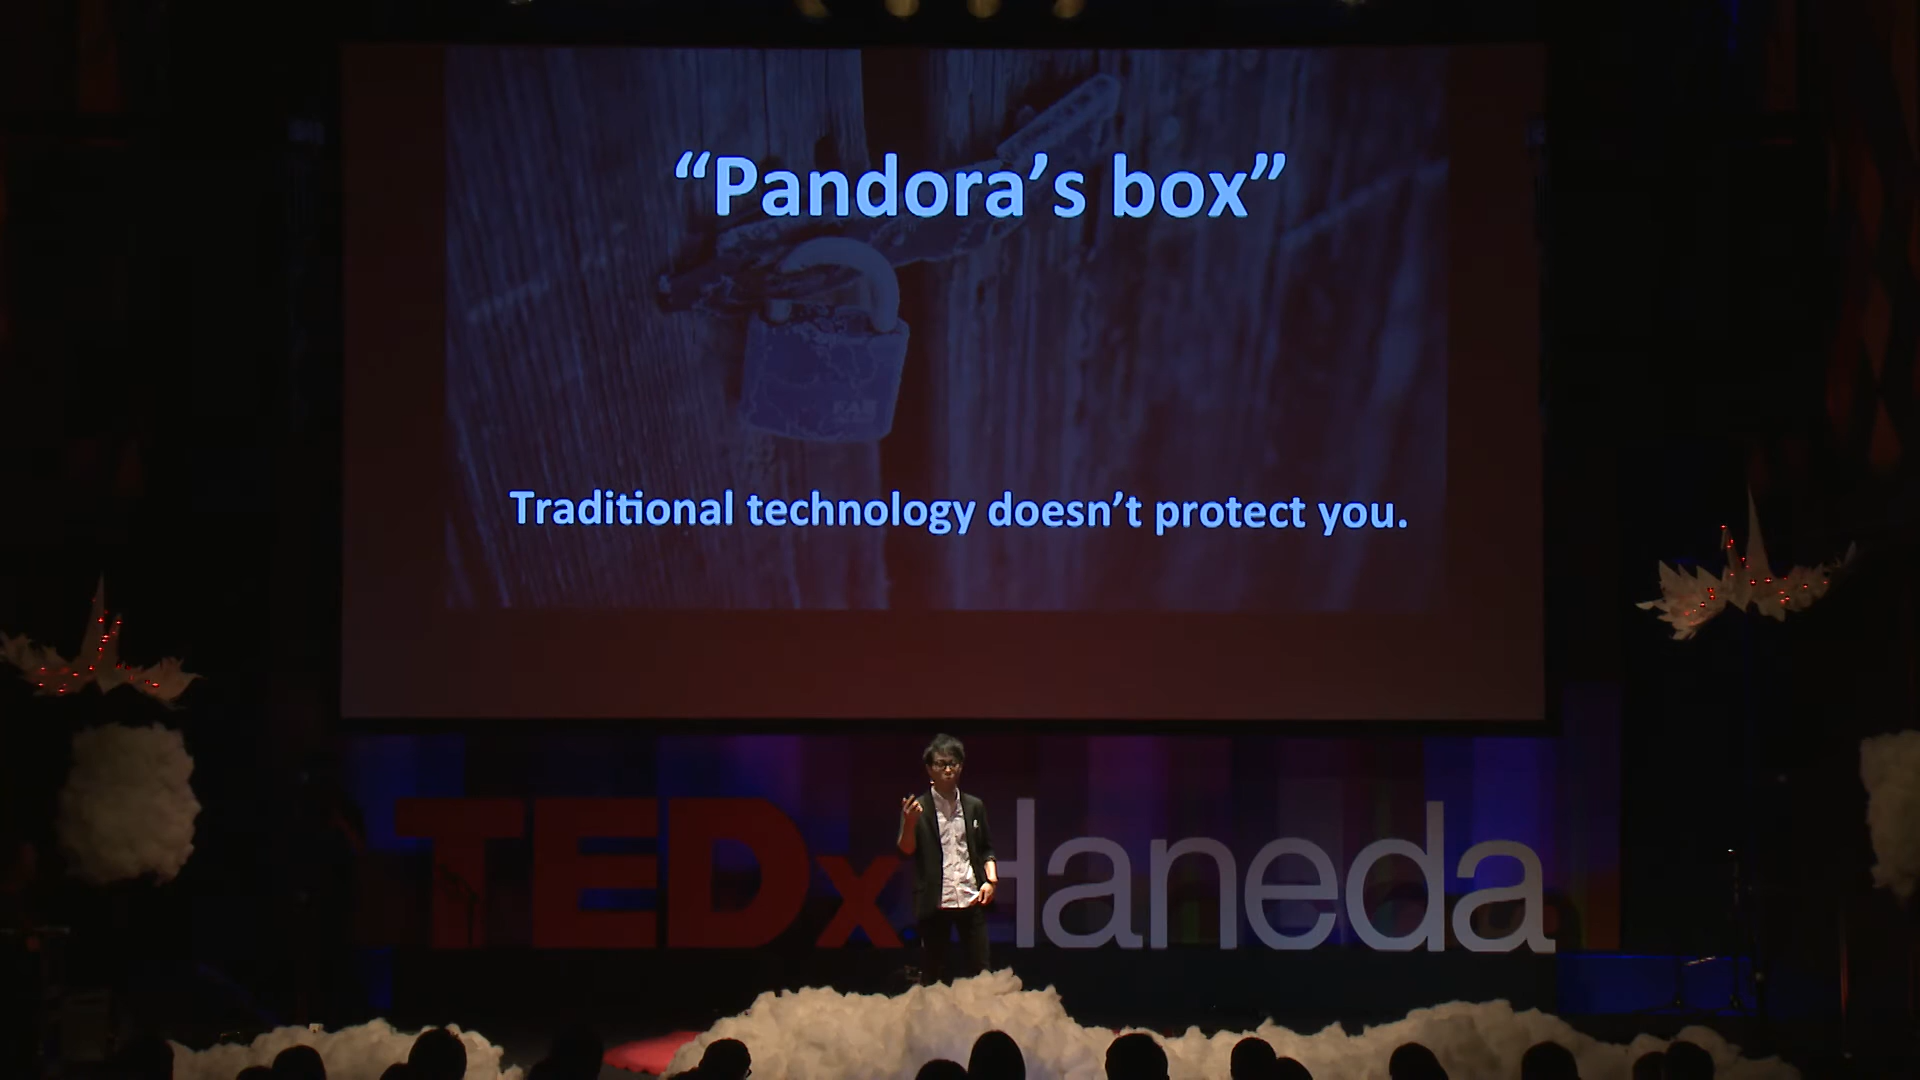 “Pandora’s box”
Traditional technology doesn’t protect you.
TEDxHaneda